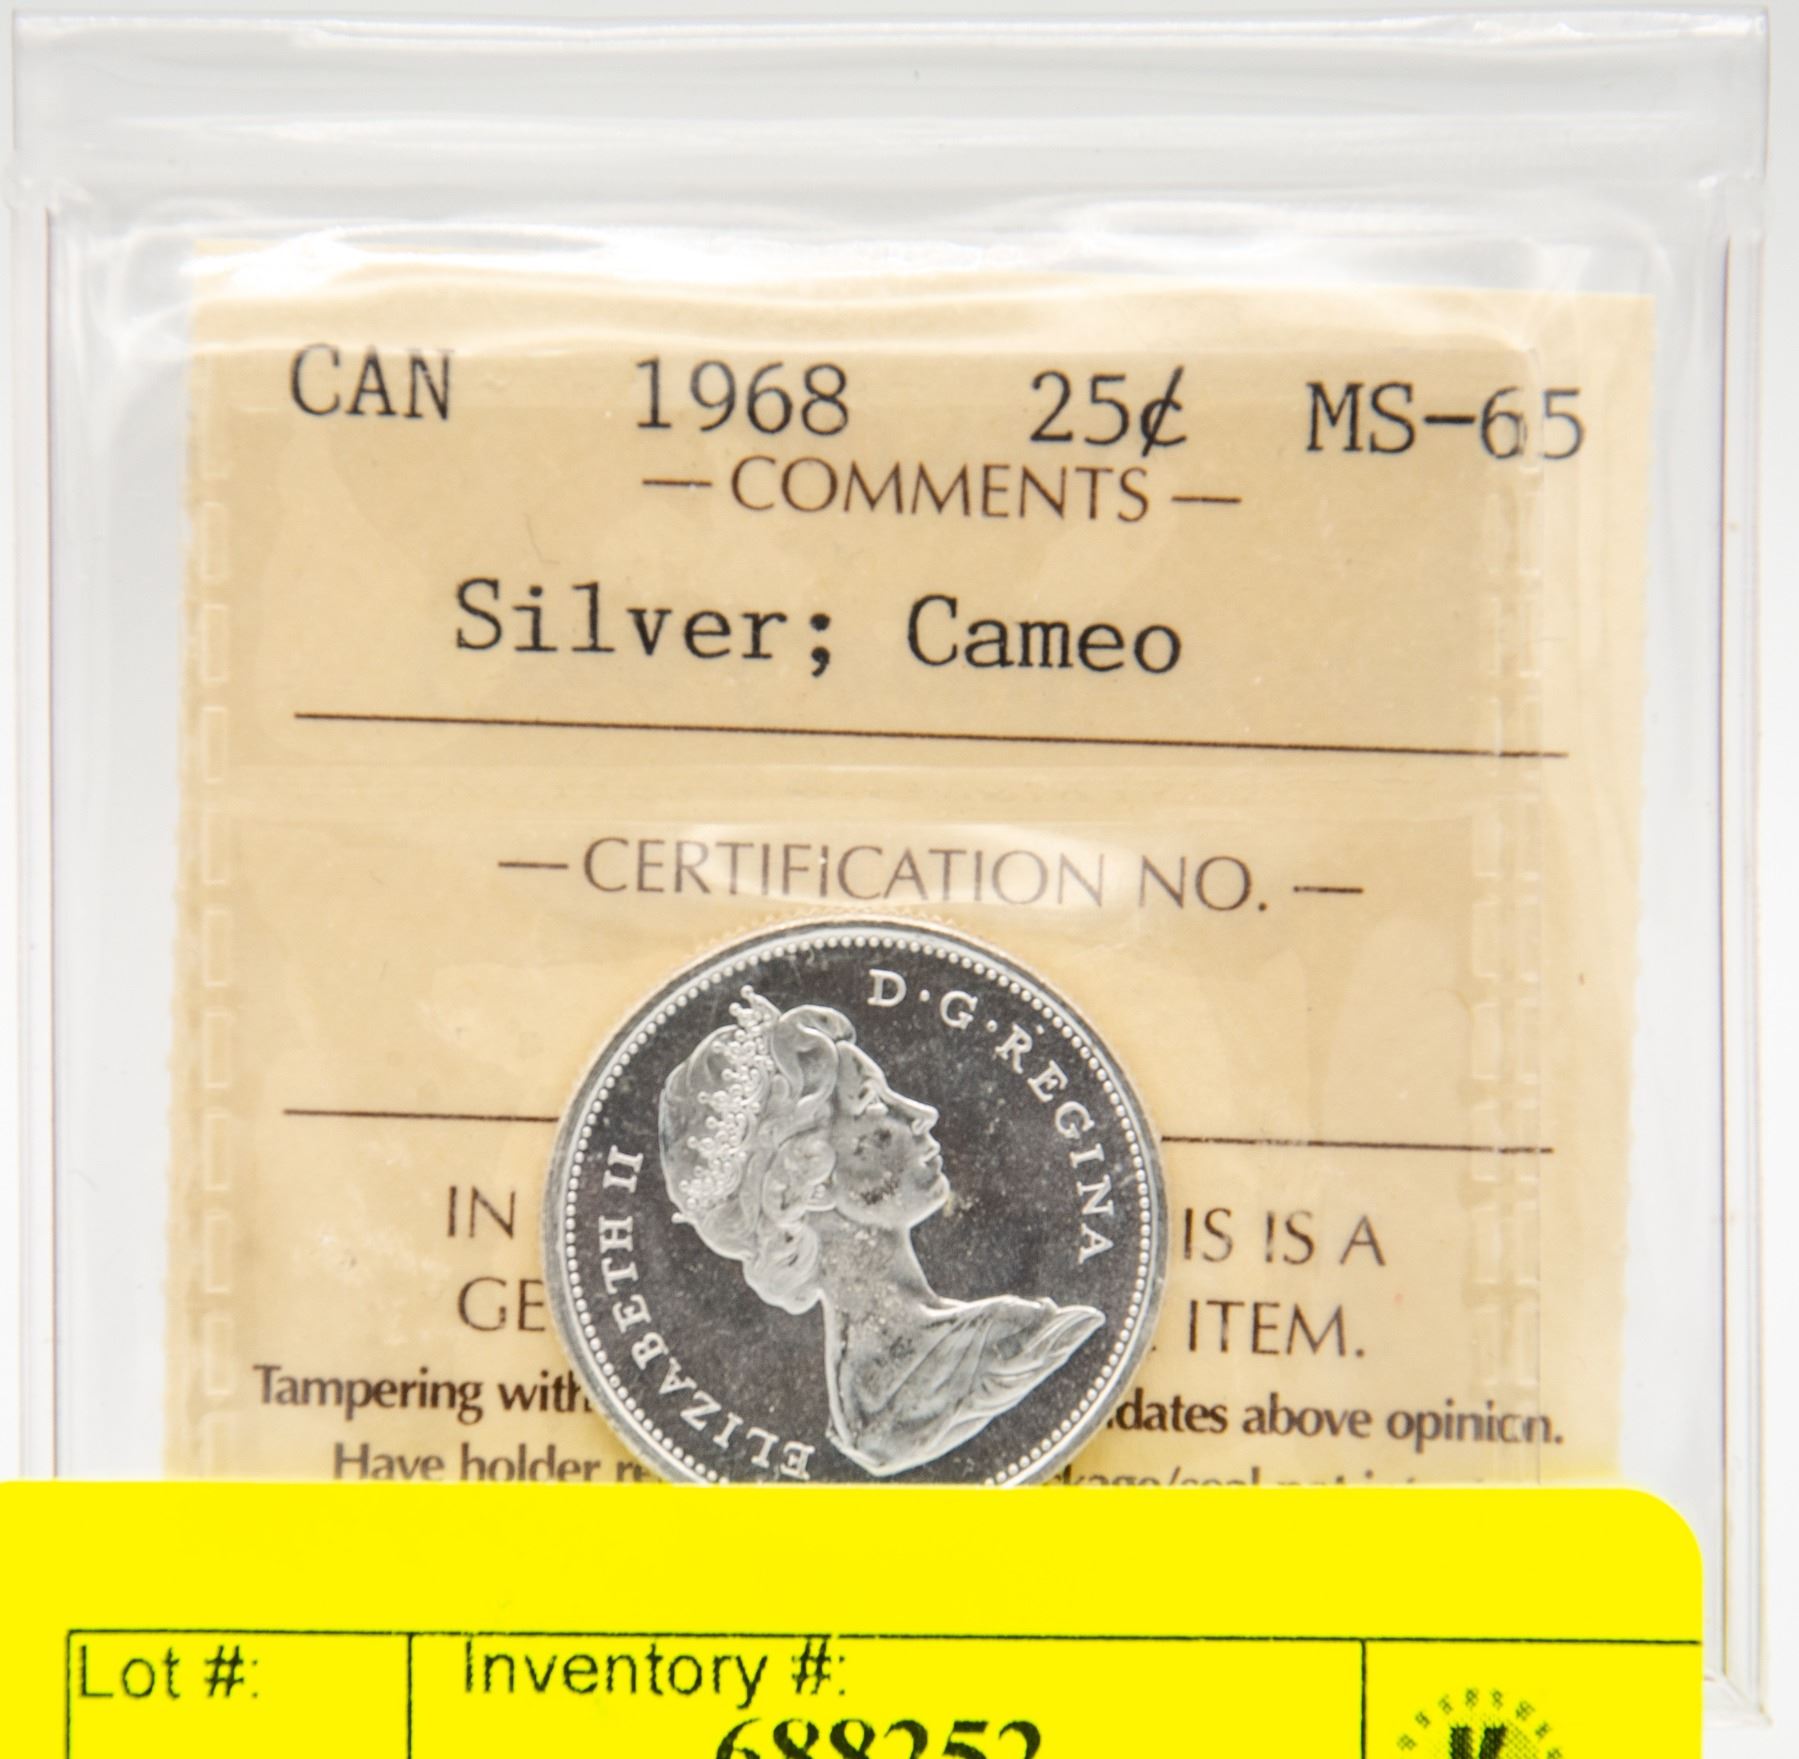 CAN 1968 25¢ MS-65
— COMMENTS —
Silver; Cameo
— CERTIFICATION NO. —
D·G·REGINA
ELIZABETH II
IN IS IS A
GE ITEM.
Tampering with dates above opinion.
Have holder
Lot #: Inventory #:
688252